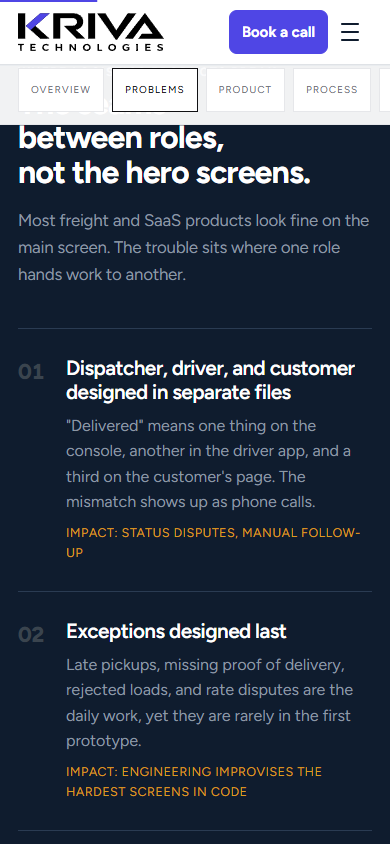 KRIVA
TECHNOLOGIES
Book a call
OVERVIEW
PROBLEMS
PRODUCT
PROCESS
between roles,
not the hero screens.
Most freight and SaaS products look fine on the
main screen. The trouble sits where one role
hands work to another.
01
Dispatcher, driver, and customer
designed in separate files
"Delivered" means one thing on the
console, another in the driver app, and a
third on the customer's page. The
mismatch shows up as phone calls.
IMPACT: STATUS DISPUTES, MANUAL FOLLOW-
UP
02
Exceptions designed last
Late pickups, missing proof of delivery,
rejected loads, and rate disputes are the
daily work, yet they are rarely in the first
prototype.
IMPACT: ENGINEERING IMPROVISES THE
HARDEST SCREENS IN CODE